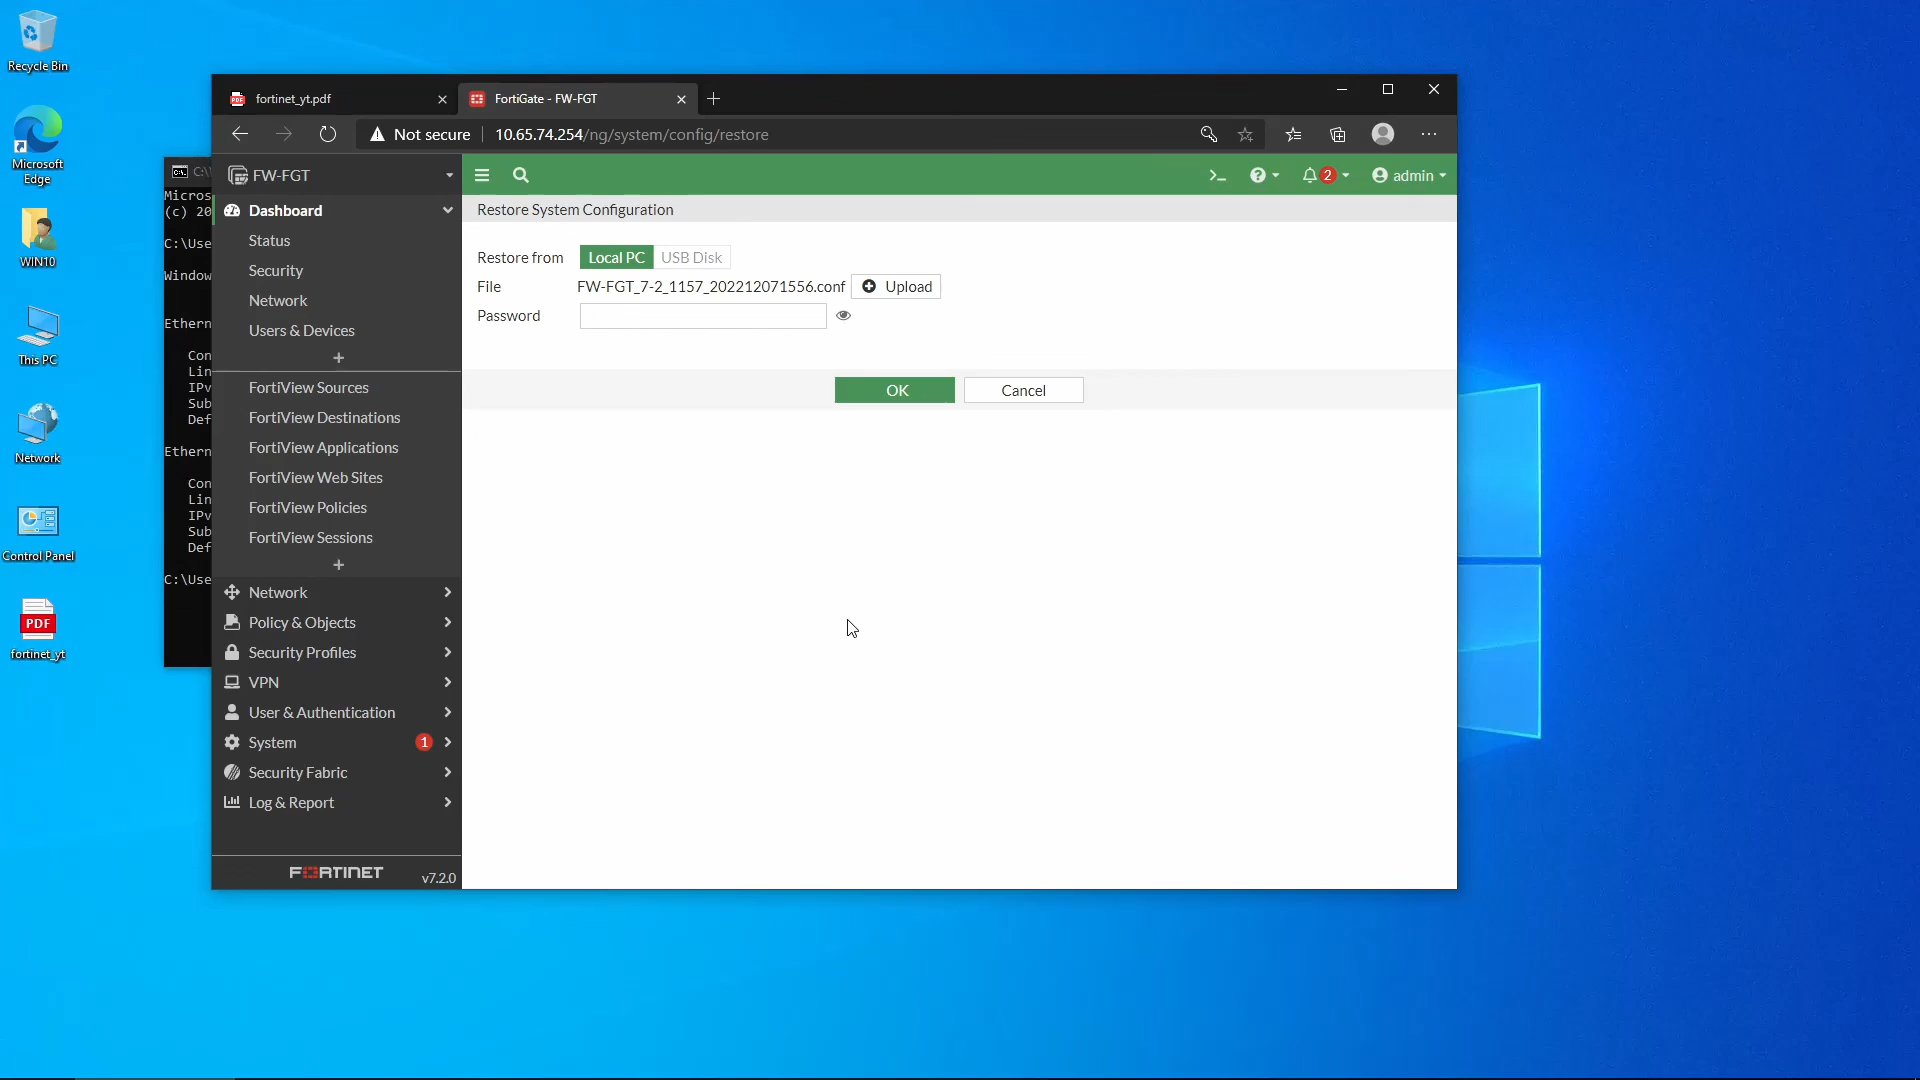 Recycle Bin
Microsoft
Edge
WIN10
This PC
Network
Control Panel
PDF
fortinet_yt
C:\
Micros
(c) 20
C:\Use
Window
Ethern
Con
Lin
IPv
Sub
Def
Ethern
Con
Lin
IPv
Sub
Def
C:\Use
fortinet_yt.pdf
FortiGate - FW-FGT
Not secure
10.65.74.254/ng/system/config/restore
FW-FGT
2
admin
Dashboard
Status
Security
Network
Users & Devices
+
FortiView Sources
FortiView Destinations
FortiView Applications
FortiView Web Sites
FortiView Policies
FortiView Sessions
+
Network
Policy & Objects
Security Profiles
VPN
User & Authentication
System 1
Security Fabric
Log & Report
FORTINET v7.2.0
Restore System Configuration
Restore from Local PC USB Disk
File FW-FGT_7-2_1157_202212071556.conf Upload
Password
OK Cancel